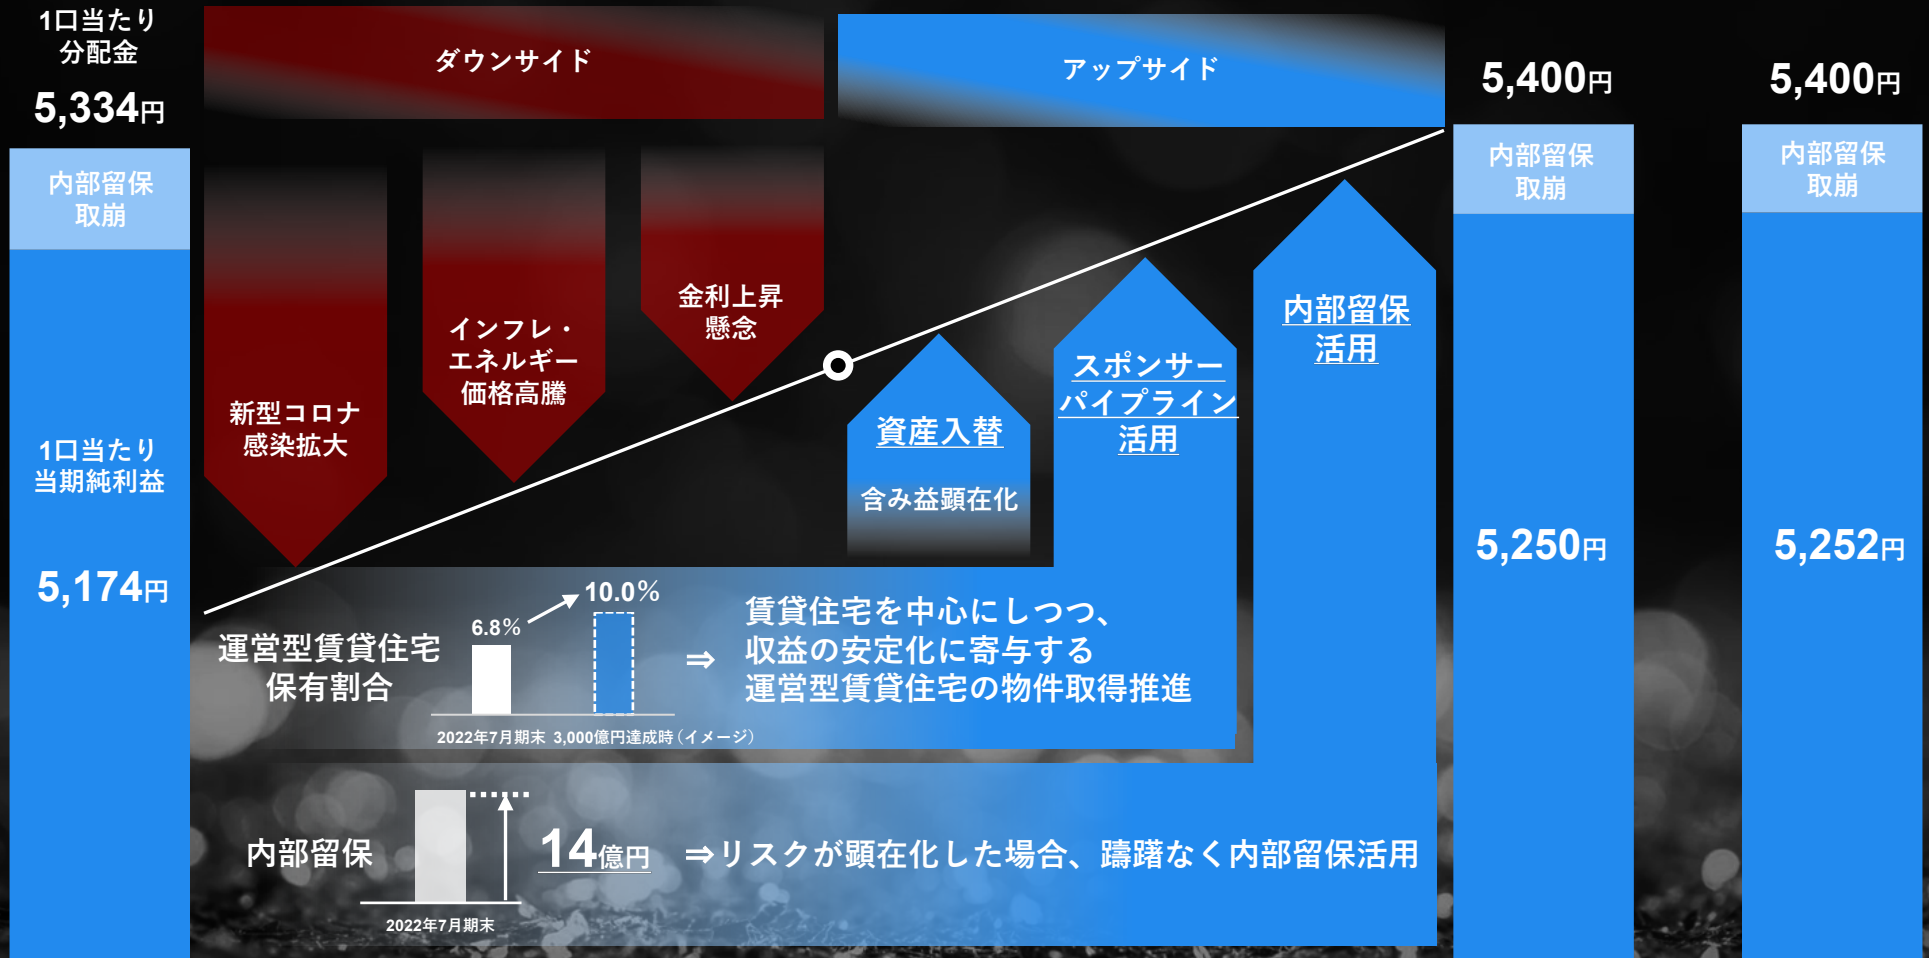 1口当たり
分配金
5,334円
内部留保
取崩
1口当たり
当期純利益
5,174円
ダウンサイド
新型コロナ
感染拡大
インフレ・
エネルギー
価格高騰
金利上昇
懸念
アップサイド
資産入替
含み益顕在化
スポンサー
パイプライン
活用
内部留保
活用
運営型賃貸住宅
保有割合
6.8%
10.0%
2022年7月期末
3,000億円達成時（イメージ）
⇒
賃貸住宅を中心にしつつ、
収益の安定化に寄与する
運営型賃貸住宅の物件取得推進
内部留保
2022年7月期末
14億円
⇒リスクが顕在化した場合、躊躇なく内部留保活用
5,400円
内部留保
取崩
5,250円
5,400円
内部留保
取崩
5,252円